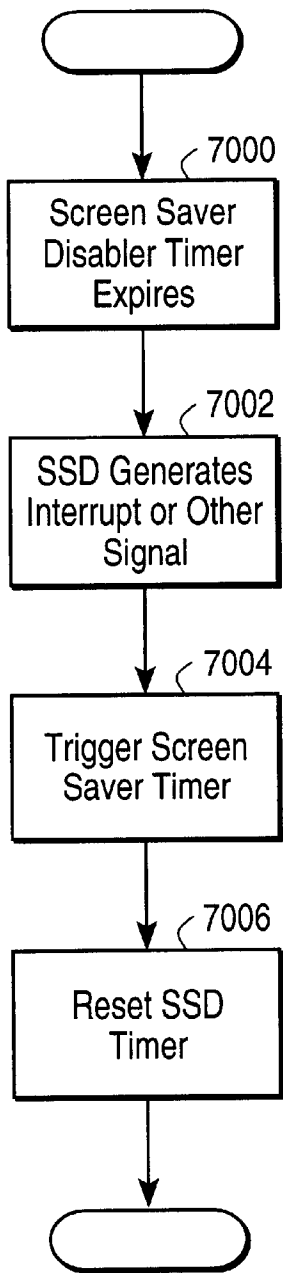 7000
Screen Saver
Disabler Timer
Expires
7002
SSD Generates
Interrupt or Other
Signal
7004
Trigger Screen
Saver Timer
7006
Reset SSD
Timer